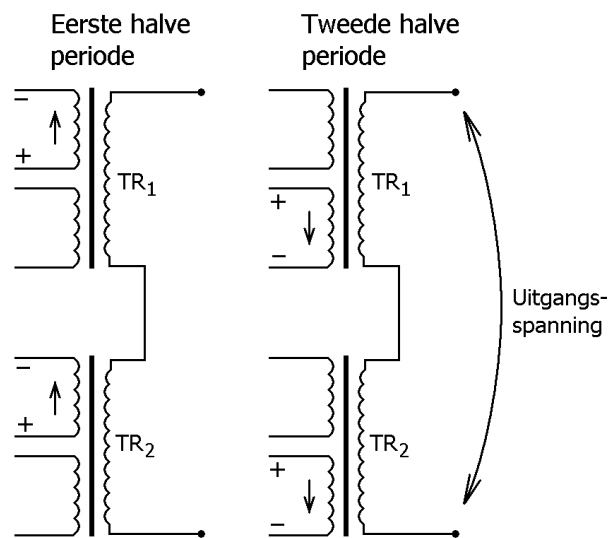 Eerste halve
periode
Tweede halve
periode
−
+
TR1
−
+
TR2
+
−
TR1
+
−
TR2
Uitgangs-
spanning